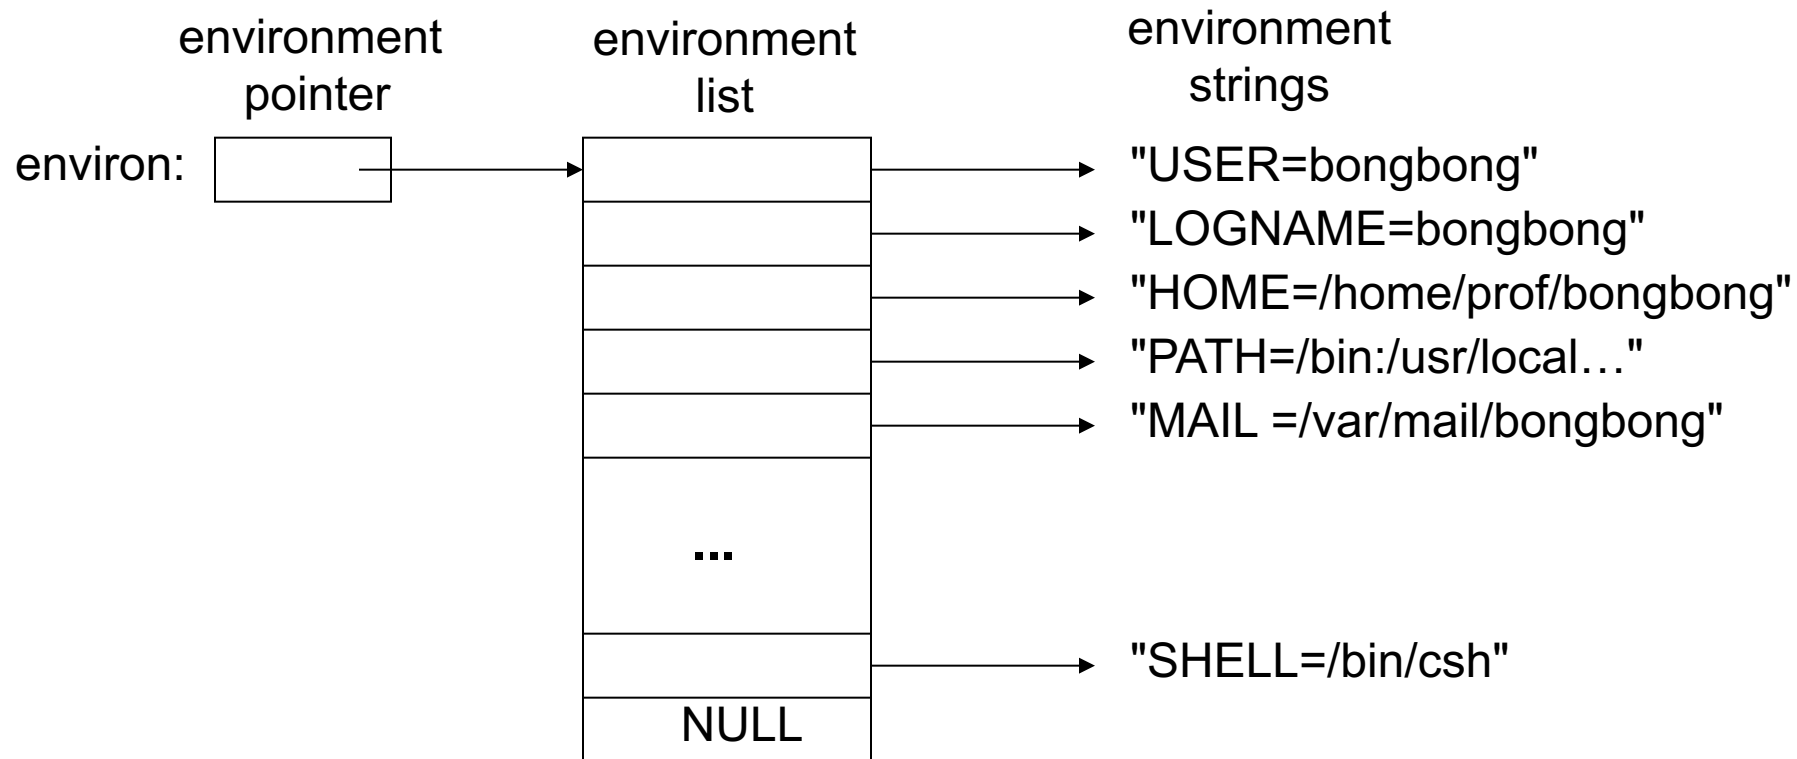 environment
pointer
environment
list
environment
strings
environ:
"USER=bongbong"
"LOGNAME=bongbong"
"HOME=/home/prof/bongbong"
"PATH=/bin:/usr/local…"
"MAIL =/var/mail/bongbong"
...
"SHELL=/bin/csh"
NULL